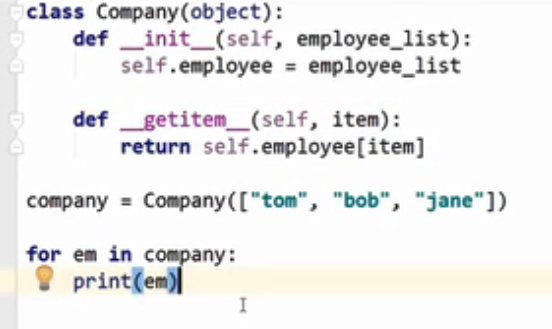 class Company(object):
    def __init__(self, employee_list):
        self.employee = employee_list

    def __getitem__(self, item):
        return self.employee[item]

company = Company(["tom", "bob", "jane"])

for em in company:
    print(em)